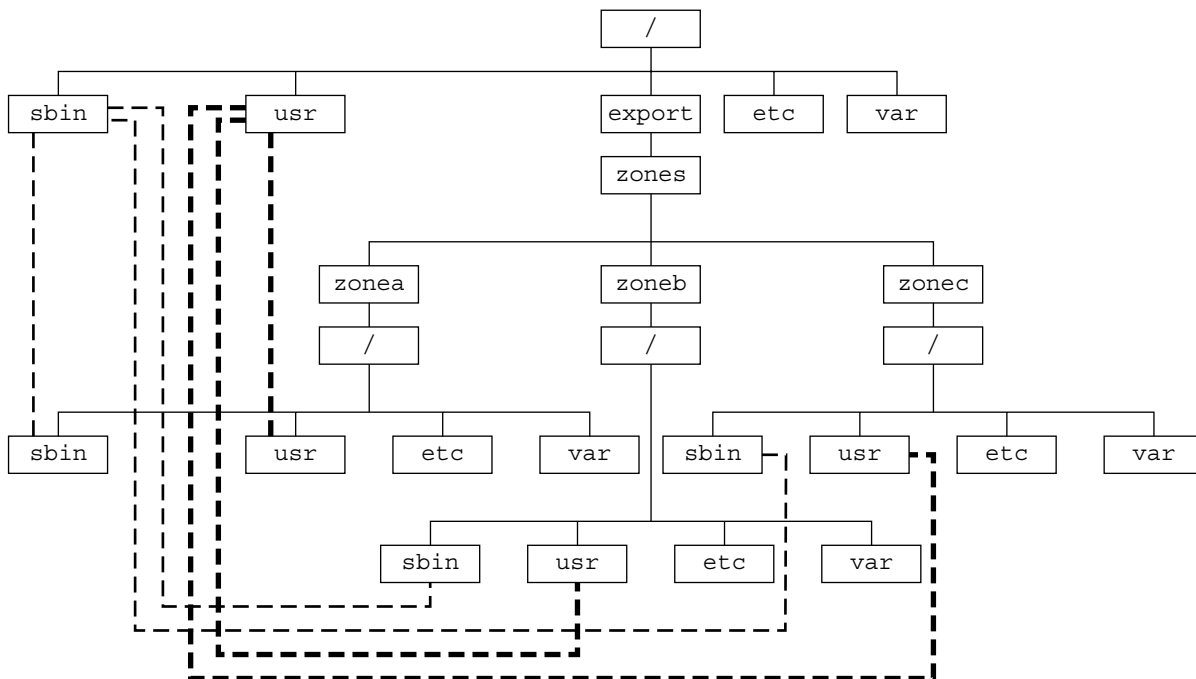 /
sbin usr export etc var
zones
zonea zoneb zonec
/ / /
sbin usr etc var sbin usr etc var
sbin usr etc var